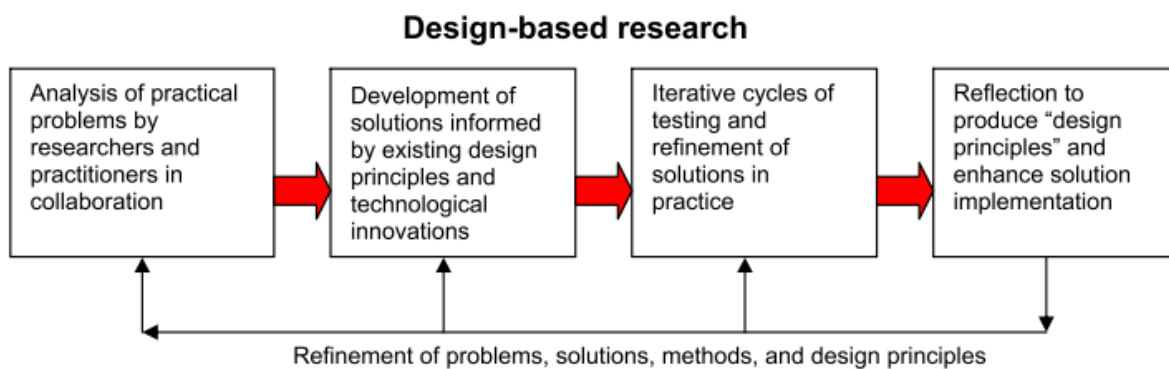 Design-based research
Analysis of practical
problems by
researchers and
practitioners in
collaboration
Development of
solutions informed
by existing design
principles and
technological
innovations
Iterative cycles of
testing and
refinement of
solutions in
practice
Reflection to
produce “design
principles” and
enhance solution
implementation
Refinement of problems, solutions, methods, and design principles